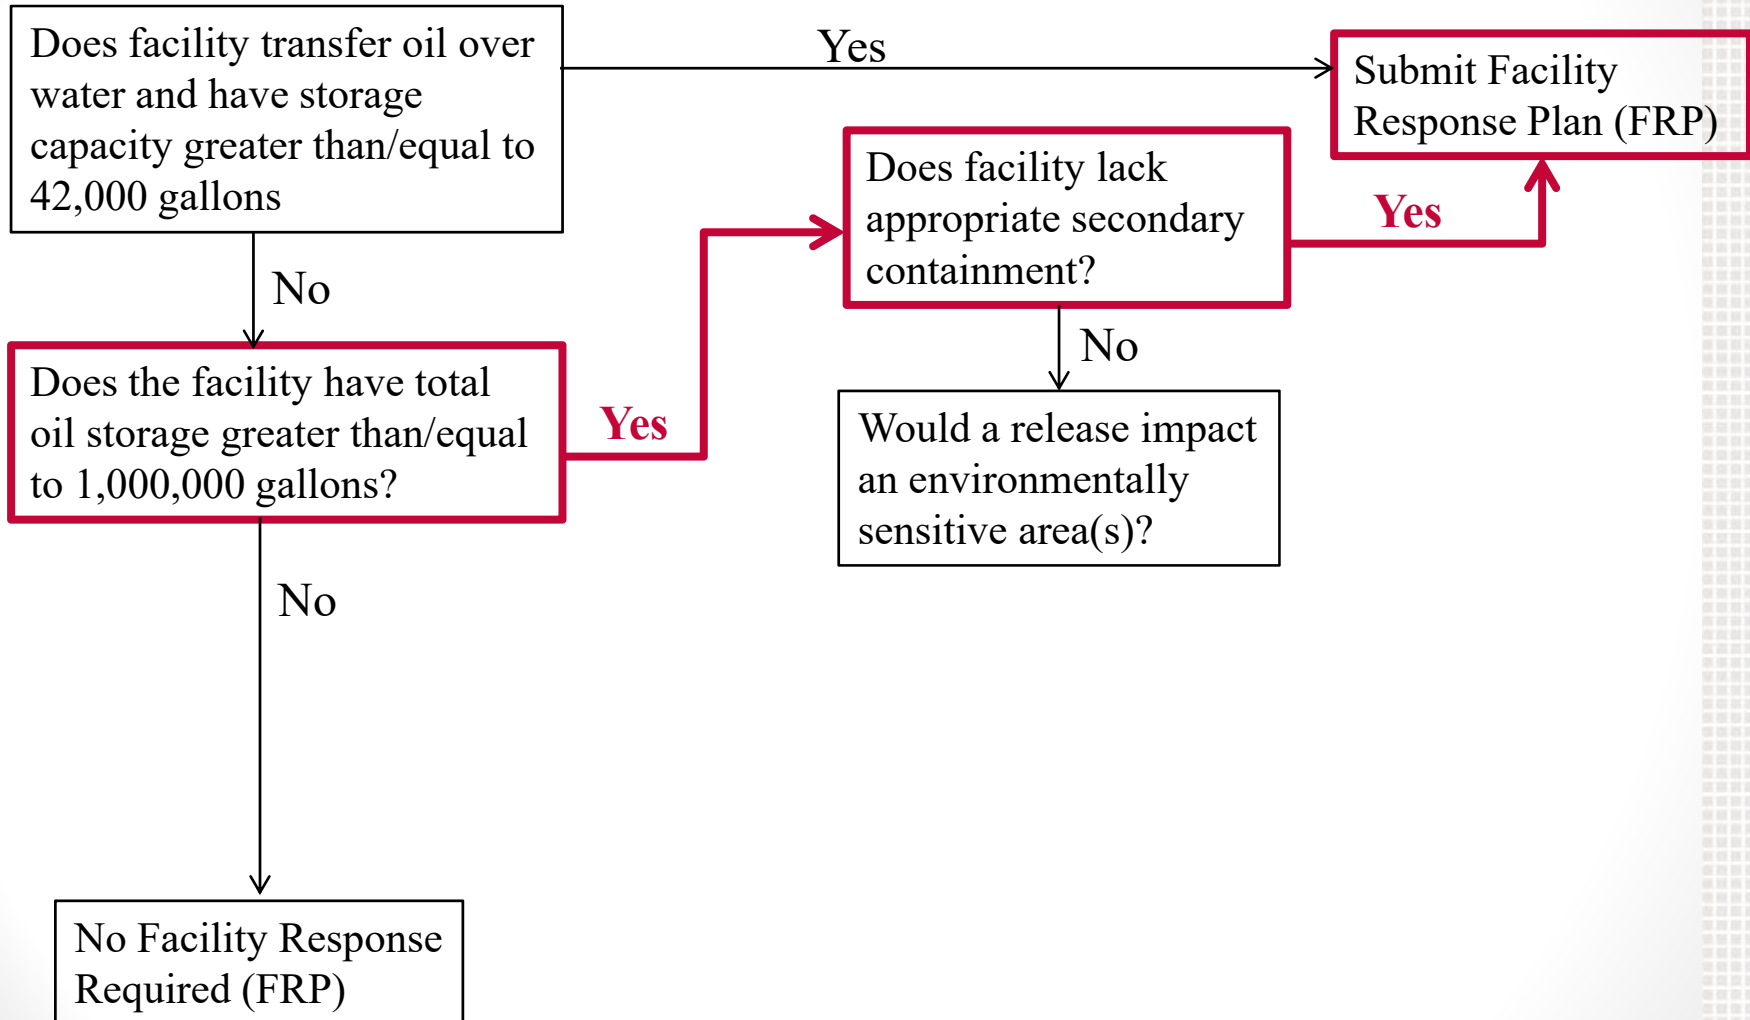 Does facility transfer oil over
water and have storage
capacity greater than/equal to
42,000 gallons
Yes
Submit Facility
Response Plan (FRP)
Does facility lack
appropriate secondary
containment?
Yes
No
No
Does the facility have total
oil storage greater than/equal
to 1,000,000 gallons?
Yes
Would a release impact
an environmentally
sensitive area(s)?
No
No Facility Response
Required (FRP)